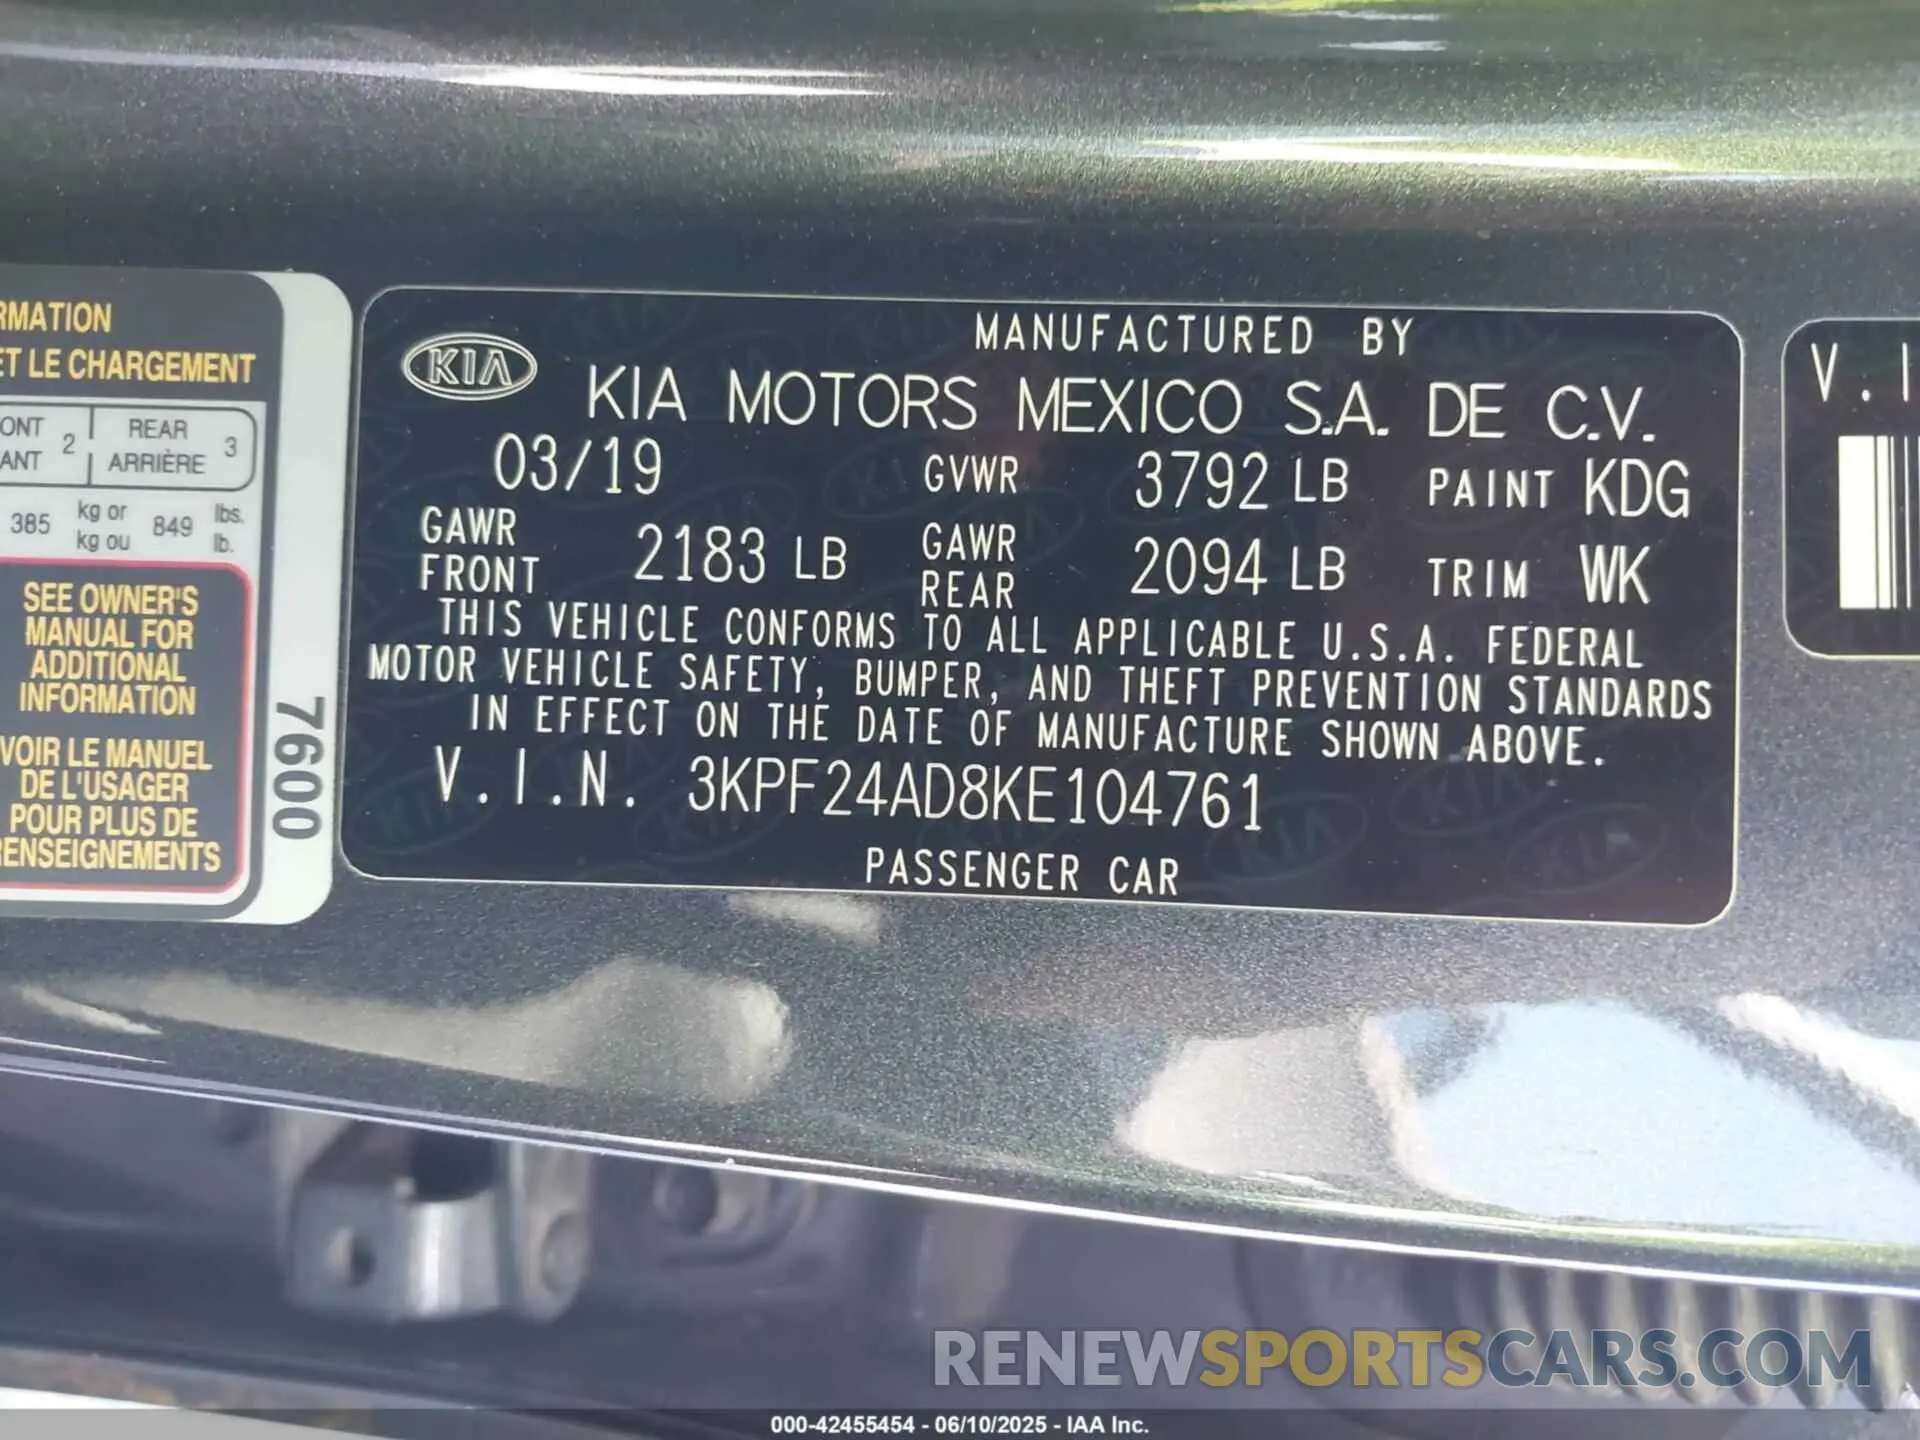 RMATION
ET LE CHARGEMENT
ONT 2 REAR 3
ANT ARRIÈRE
385 kg or 849 lbs.
kg ou lb.
SEE OWNER'S
MANUAL FOR
ADDITIONAL
INFORMATION
VOIR LE MANUEL
DE L'USAGER
POUR PLUS DE
RENSEIGNEMENTS
7600
KIA
MANUFACTURED BY
KIA MOTORS MEXICO S.A. DE C.V.
03/19 GVWR 3792 LB PAINT KDG
GAWR FRONT 2183 LB GAWR REAR 2094 LB TRIM WK
THIS VEHICLE CONFORMS TO ALL APPLICABLE U.S.A. FEDERAL
MOTOR VEHICLE SAFETY, BUMPER, AND THEFT PREVENTION STANDARDS
IN EFFECT ON THE DATE OF MANUFACTURE SHOWN ABOVE.
V.I.N. 3KPF24AD8KE104761
PASSENGER CAR
V.I
RENEWSPORTSCARS.COM
000-42455454 - 06/10/2025 - IAA Inc.